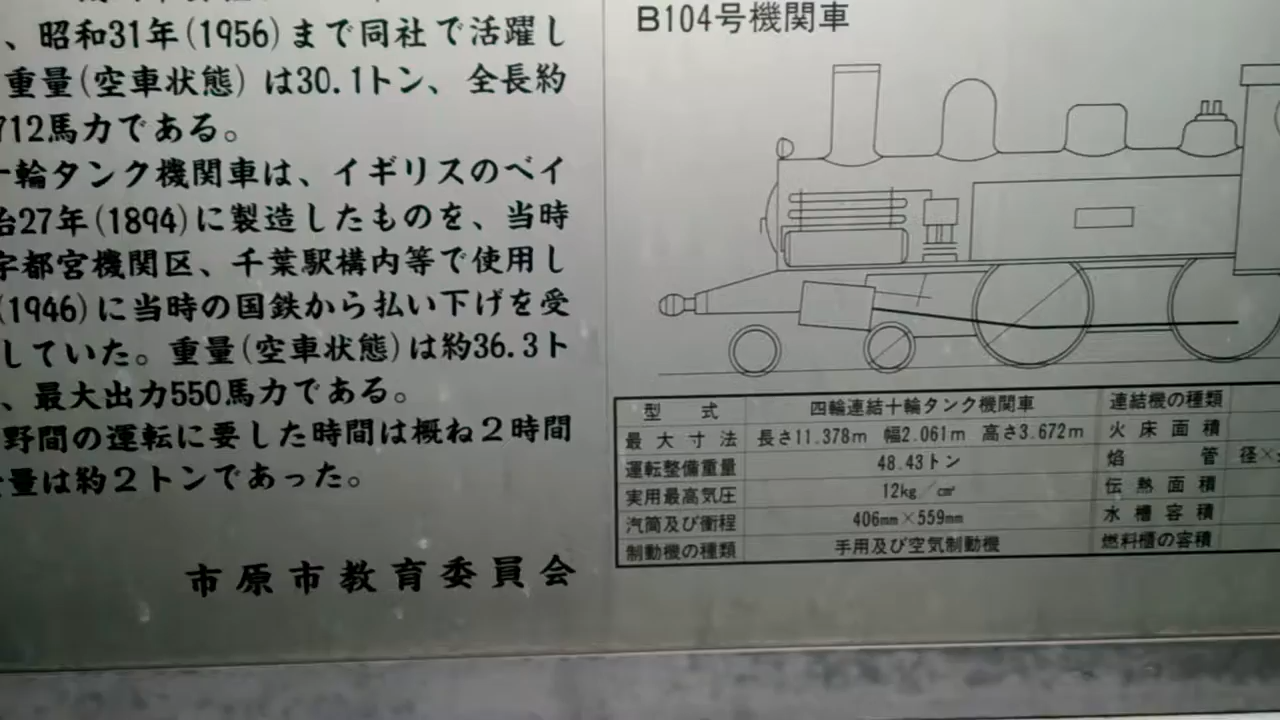 、昭和31年(1956)まで同社で活躍し
重量(空車状態)は30.1トン、全長約
712馬力である。
輪タンク機関車は、イギリスのベイ
27年(1894)に製造したものを、当時
宇都宮機関区、千葉駅構内等で使用し
(1946)に当時の国鉄から払い下げを受
していた。重量(空車状態)は約36.3ト
、最大出力550馬力である。
野間の運転に要した時間は概ね2時間
量は約2トンであった。
市原市教育委員会
B104号機関車
型式 四輪連結十輪タンク機関車 連結機の種類
最大寸法 長さ11.378m 幅2.061m 高さ3.672m 火床面積
運転整備重量 48.43トン 焔管 径×
実用最高気圧 12kg/c㎡ 伝熱面積
汽筒及び衝程 406mm×559mm 水槽容積
制動機の種類 手用及び空気制動機 燃料櫃の容積